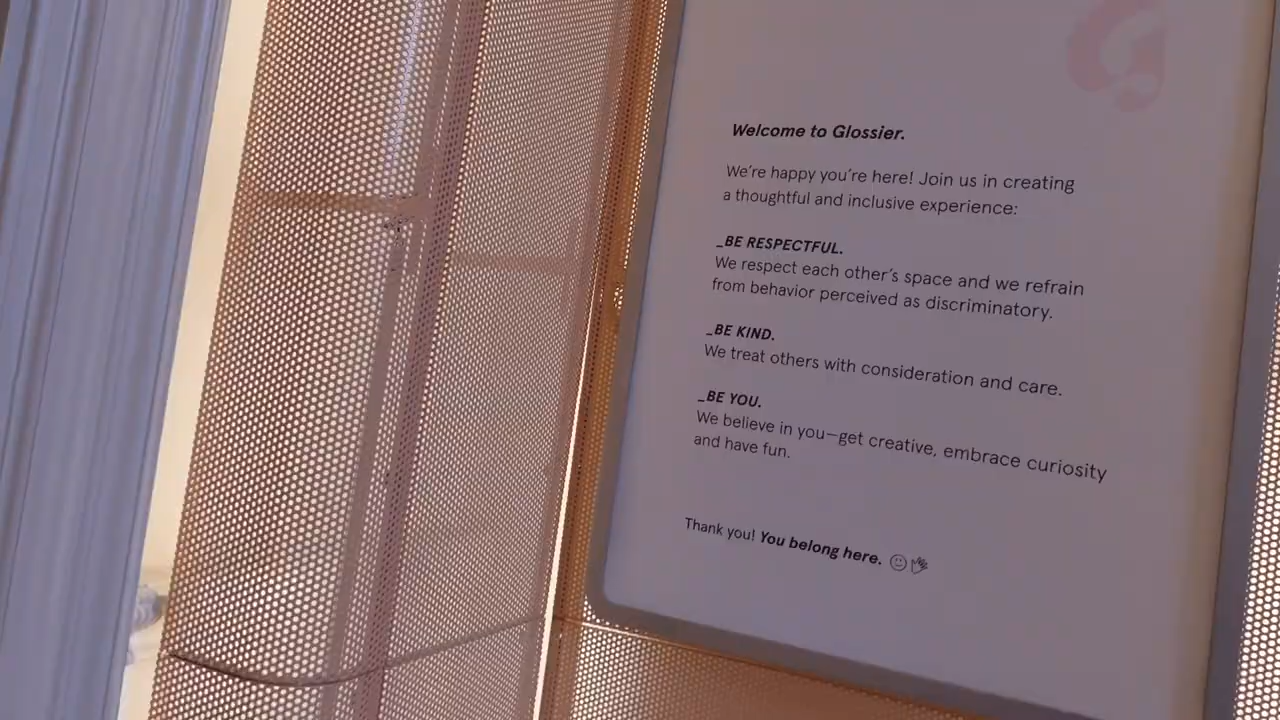 Welcome to Glossier.
We're happy you're here! Join us in creating
a thoughtful and inclusive experience:
_BE RESPECTFUL.
We respect each other's space and we refrain
from behavior perceived as discriminatory.
_BE KIND.
We treat others with consideration and care.
_BE YOU.
We believe in you—get creative, embrace curiosity
and have fun.
Thank you! You belong here. ☺👋